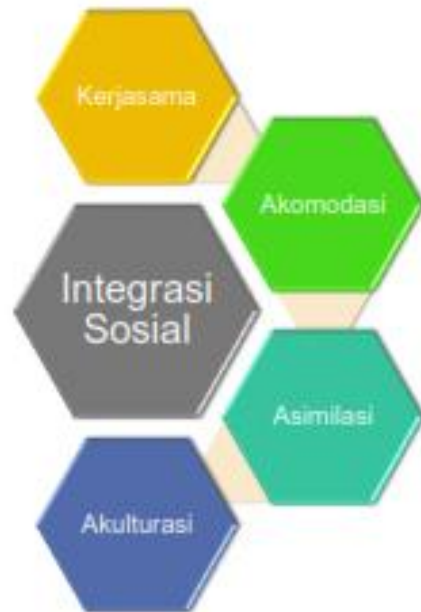 Kerjasama
Akomodasi
Integrasi
Sosial
Asimilasi
Akulturasi